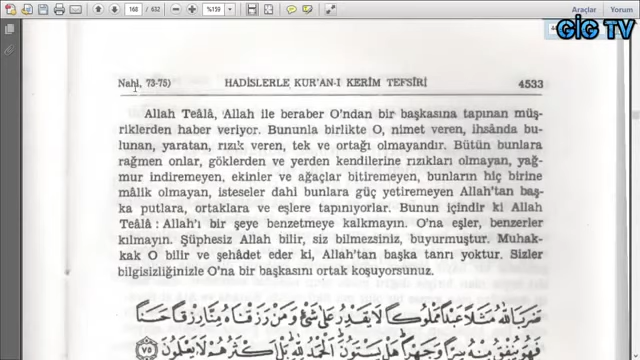 168 / 632
%159
Araçlar
Yorum
GİG TV
Nahl, 73-75)
HADİSLERLE KUR'AN-I KERİM TEFSİRİ
4533
Allah Teâlâ, Allah ile beraber O'ndan bir başkasına tapınan müş-
riklerden haber veriyor. Bununla birlikte O, nimet veren, ihsânda bu-
lunan, yaratan, rızık veren, tek ve ortağı olmayandır. Bütün bunlara
rağmen onlar, göklerden ve yerden kendilerine rızıkları olmayan, yağ-
mur indiremeyen, ekinler ve ağaçlar bitiremeyen, bunların hiç birine
mâlik olmayan, isteseler dahi bunlara güç yetiremeyen Allah'tan baş-
ka putlara, ortaklara ve eşlere tapınıyorlar. Bunun içindir ki Allah
Teâlâ : Allah'ı bir şeye benzetmeye kalkmayın. O'na eşler, benzerler
kılmayın. Şüphesiz Allah bilir, siz bilmezsiniz, buyurmuştur. Muhak-
kak O bilir ve şehâdet eder ki, Allah'tan başka tanrı yoktur. Sizler
bilgisizliğinizle O'na bir başkasını ortak koşuyorsunuz.
ضَرَبَ اللّٰهُ مَثَلًا عَبْدًا مَمْلُوكًا لَا يَقْدِرُ عَلٰى شَيْءٍ وَمَنْ رَزَقْنَاهُ مِنَّا رِزْقًا حَسَنًا
فَهُوَ يُنْفِقُ مِنْهُ سِرًّا وَجَهْرًا هَلْ يَسْتَوُونَ اَلْحَمْدُ لِلّٰهِ بَلْ اَكْثَرُهُمْ لَا يَعْلَمُونَ ٧٥